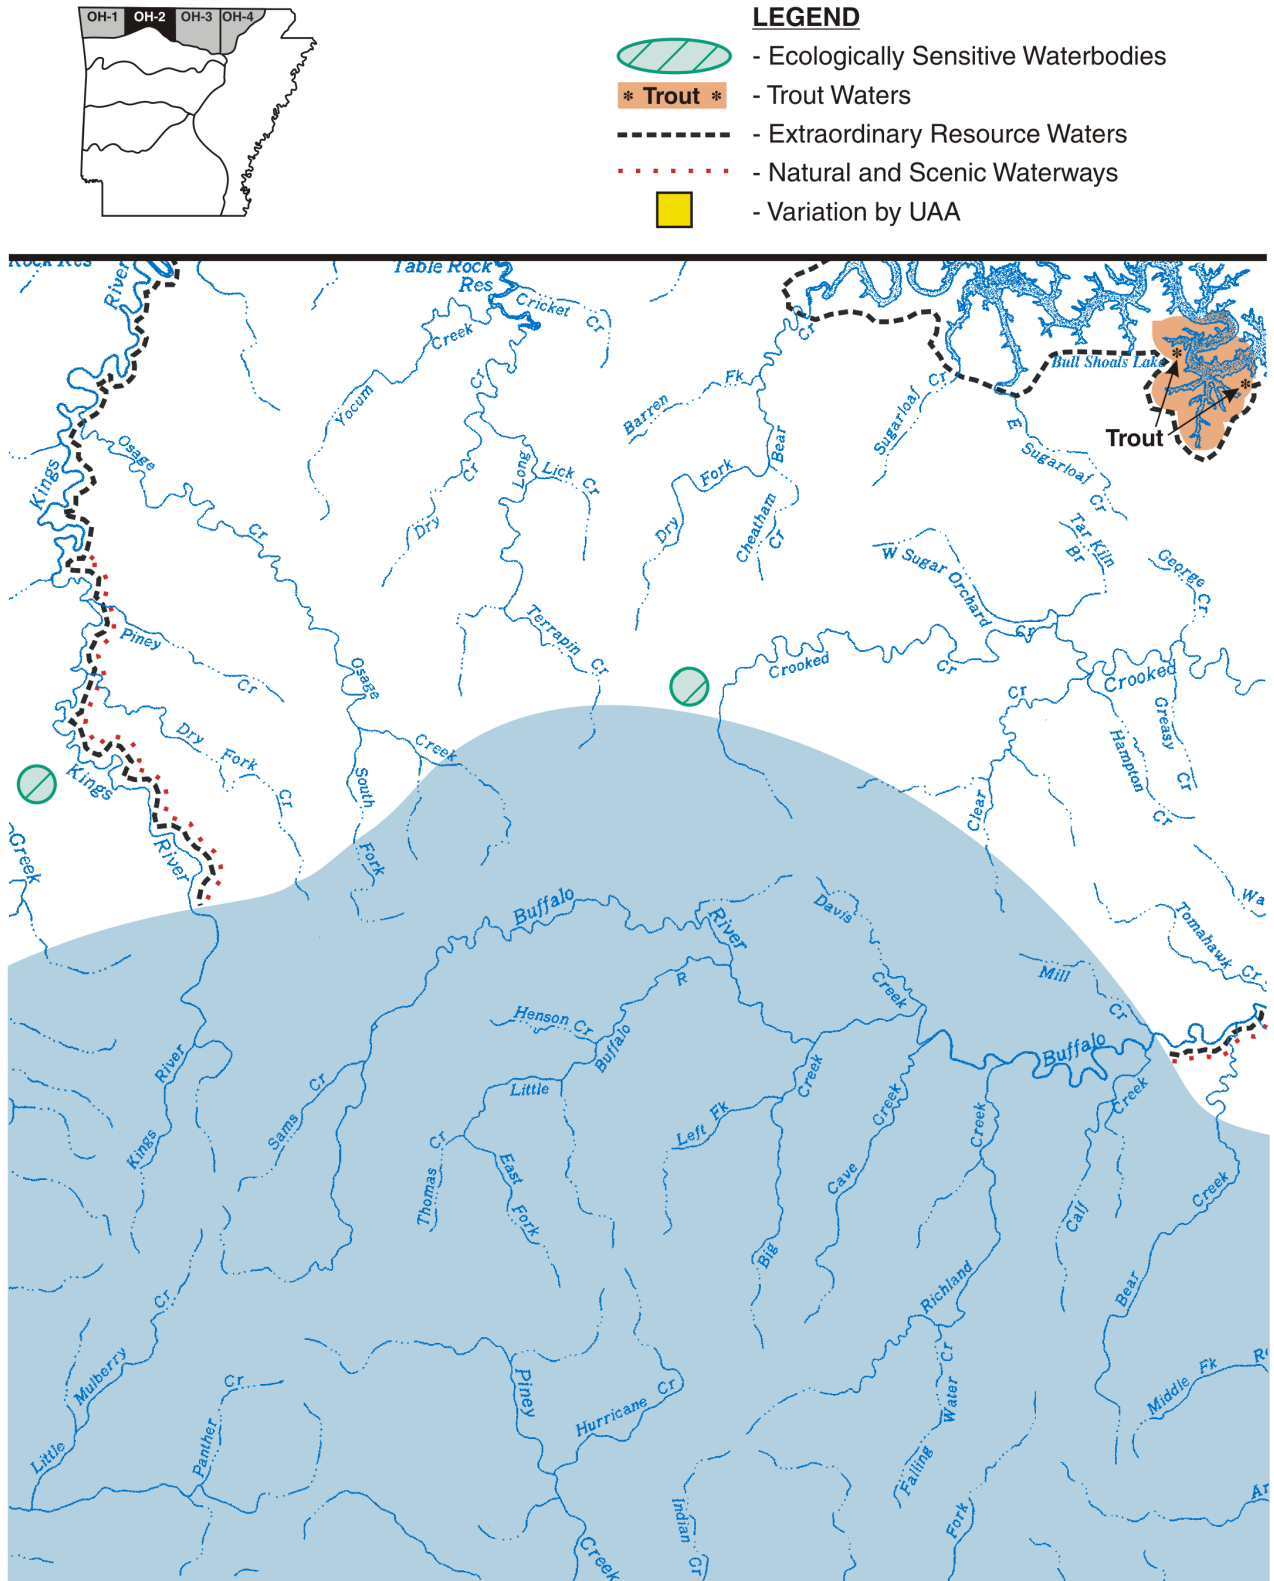 OH-1 OH-2 OH-3 OH-4
LEGEND
- Ecologically Sensitive Waterbodies
* Trout * - Trout Waters
- Extraordinary Resource Waters
- Natural and Scenic Waterways
- Variation by UAA
Rock Res
River
Table Rock
Res
Cricket Cr
Creek
Yocum
Cr
Cr
Bull Shoals Lake
Trout
Barren Fk
Sugarloaf Cr
E Sugarloaf Cr
Osage Cr
Kings
Long
Lick Cr
Dry Cr
Bear
Dry Fork
Cheatham Cr
Tar Kiln Br
George Cr
W Sugar Orchard
Cr
Piney Cr
Terrapin Cr
Osage
Crooked Cr
Crooked
Cr
Greasy Cr
Hampton Cr
Dry Fork Cr
Creek
South Fork
Kings River
Clear
Creek
Wa
Tomahawk Cr
Buffalo River
Davis Creek
Mill Cr
R
Henson Cr
Buffalo
Little
Buffalo
River
Kings
Sams Cr
Creek
Left Fk
Creek
Cave
Creek
Creek
Calf
Creek
Bear
Thomas Cr
East Fork
Big
Richland
Mulberry Cr
Little
Panther Cr
Piney
Hurricane Cr
Falling Water Cr
Middle Fk
Indian Cr
Fork
Creek
Ar